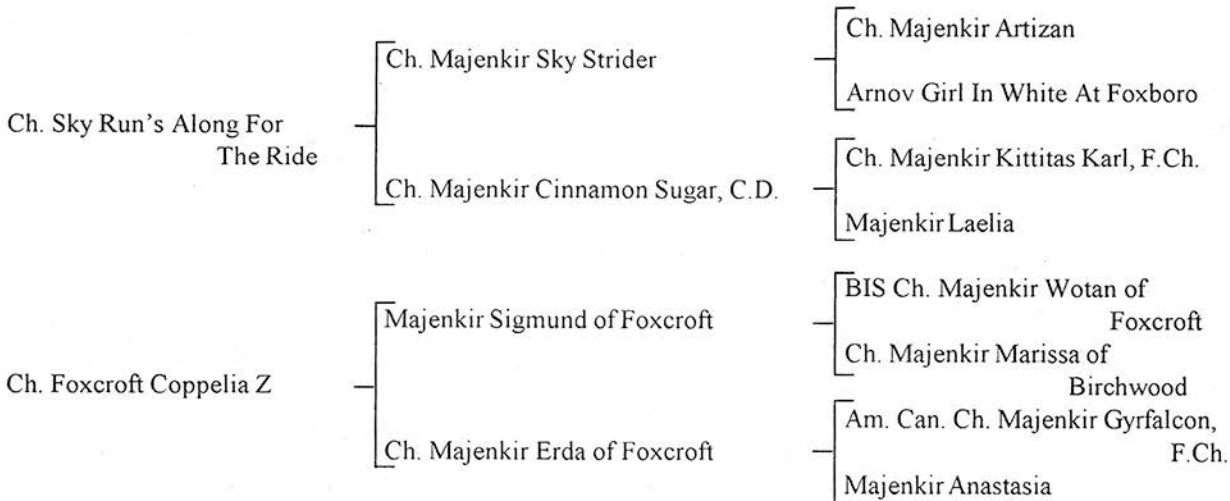 Ch. Sky Run's Along For
The Ride
Ch. Majenkir Sky Strider
Ch. Majenkir Artizan
Arnov Girl In White At Foxboro
Ch. Majenkir Cinnamon Sugar, C.D.
Ch. Majenkir Kittitas Karl, F.Ch.
Majenkir Laelia
Ch. Foxcroft Coppelia Z
Majenkir Sigmund of Foxcroft
BIS Ch. Majenkir Wotan of
Foxcroft
Ch. Majenkir Marissa of
Birchwood
Ch. Majenkir Erda of Foxcroft
Am. Can. Ch. Majenkir Gyrfalcon,
F.Ch.
Majenkir Anastasia